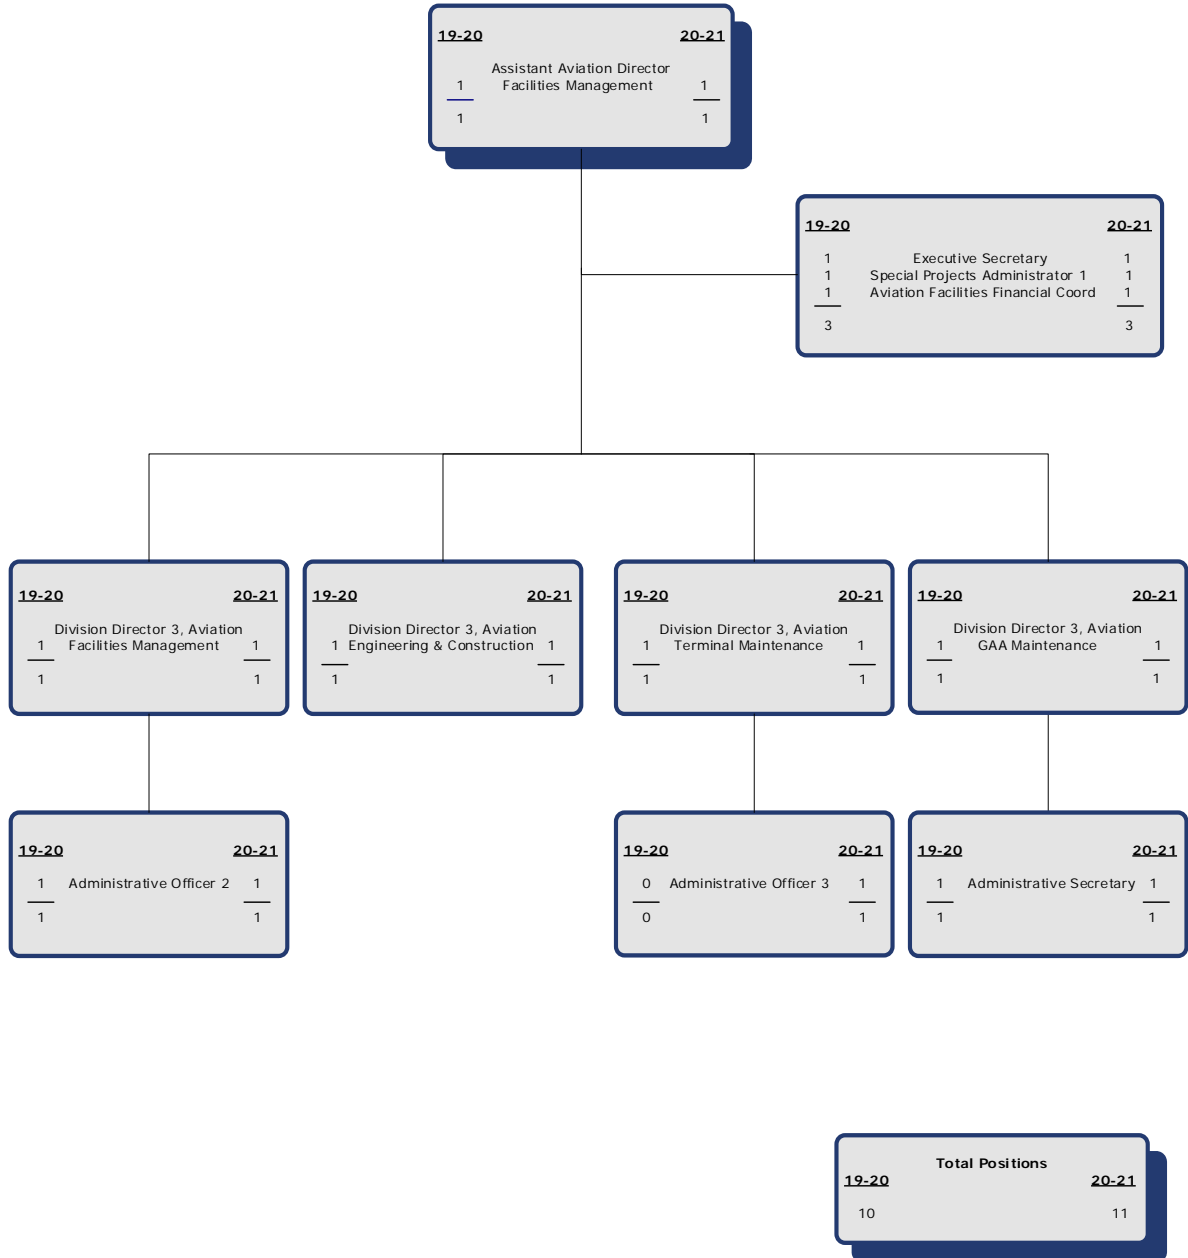 19-20 20-21
Assistant Aviation Director
1 Facilities Management 1
1 1
19-20 20-21
1 Executive Secretary 1
1 Special Projects Administrator 1 1
1 Aviation Facilities Financial Coord 1
3 3
19-20 20-21
Division Director 3, Aviation
1 Facilities Management 1
1 1
19-20 20-21
Division Director 3, Aviation
1 Engineering & Construction 1
1 1
19-20 20-21
Division Director 3, Aviation
1 Terminal Maintenance 1
1 1
19-20 20-21
Division Director 3, Aviation
1 GAA Maintenance 1
1 1
19-20 20-21
1 Administrative Officer 2 1
1 1
19-20 20-21
0 Administrative Officer 3 1
0 1
19-20 20-21
1 Administrative Secretary 1
1 1
Total Positions
19-20 20-21
10 11